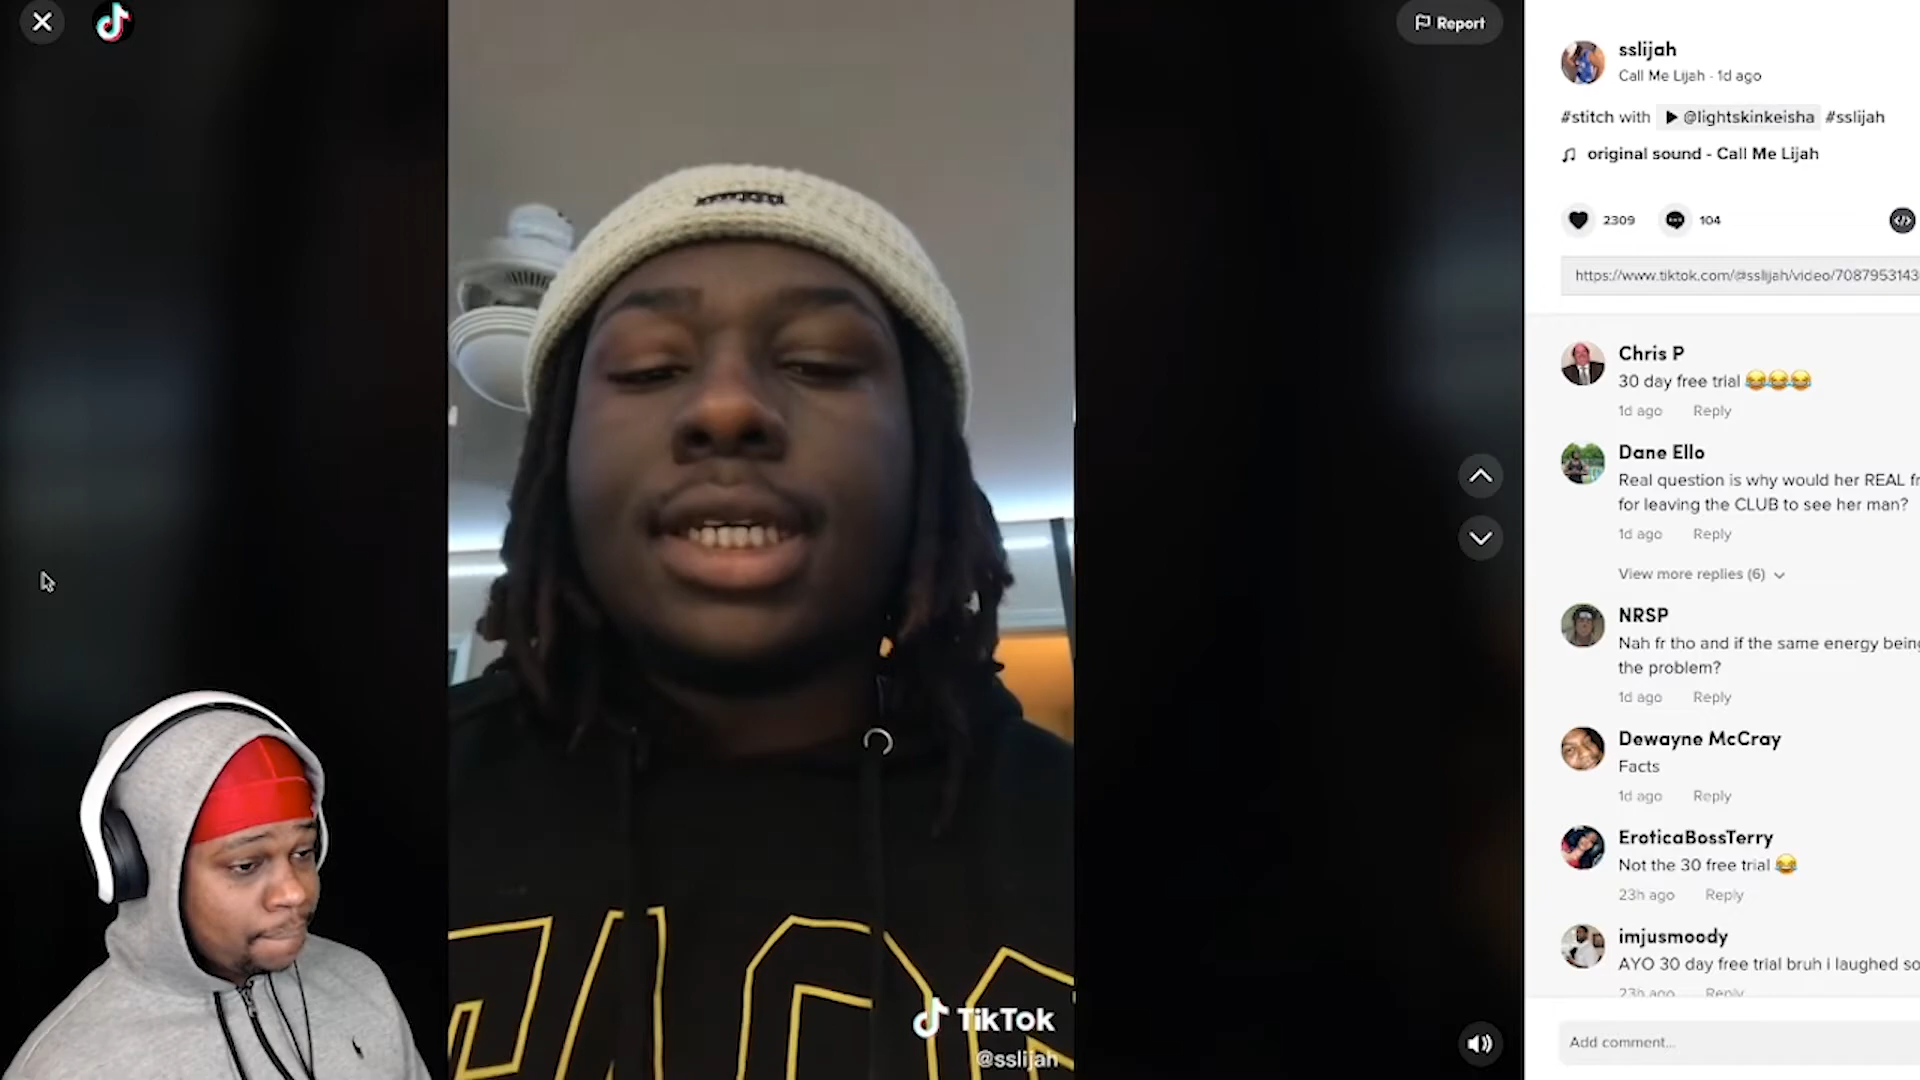 Report
sslijah
Call Me Lijah · 1d ago
#stitch with @lightskinkeisha #sslijah
original sound - Call Me Lijah
2309 104
https://www.tiktok.com/@sslijah/video/7087953143
Chris P
30 day free trial 😂😂😂
1d ago Reply
Dane Ello
Real question is why would her REAL
for leaving the CLUB to see her man?
1d ago Reply
View more replies (6)
NRSP
Nah fr tho and if the same energy being
the problem?
1d ago Reply
Dewayne McCray
Facts
1d ago Reply
EroticaBossTerry
Not the 30 free trial 😂
23h ago Reply
imjusmoody
AYO 30 day free trial bruh i laughed
23h ago Reply
Add comment...
TikTok
@sslijah